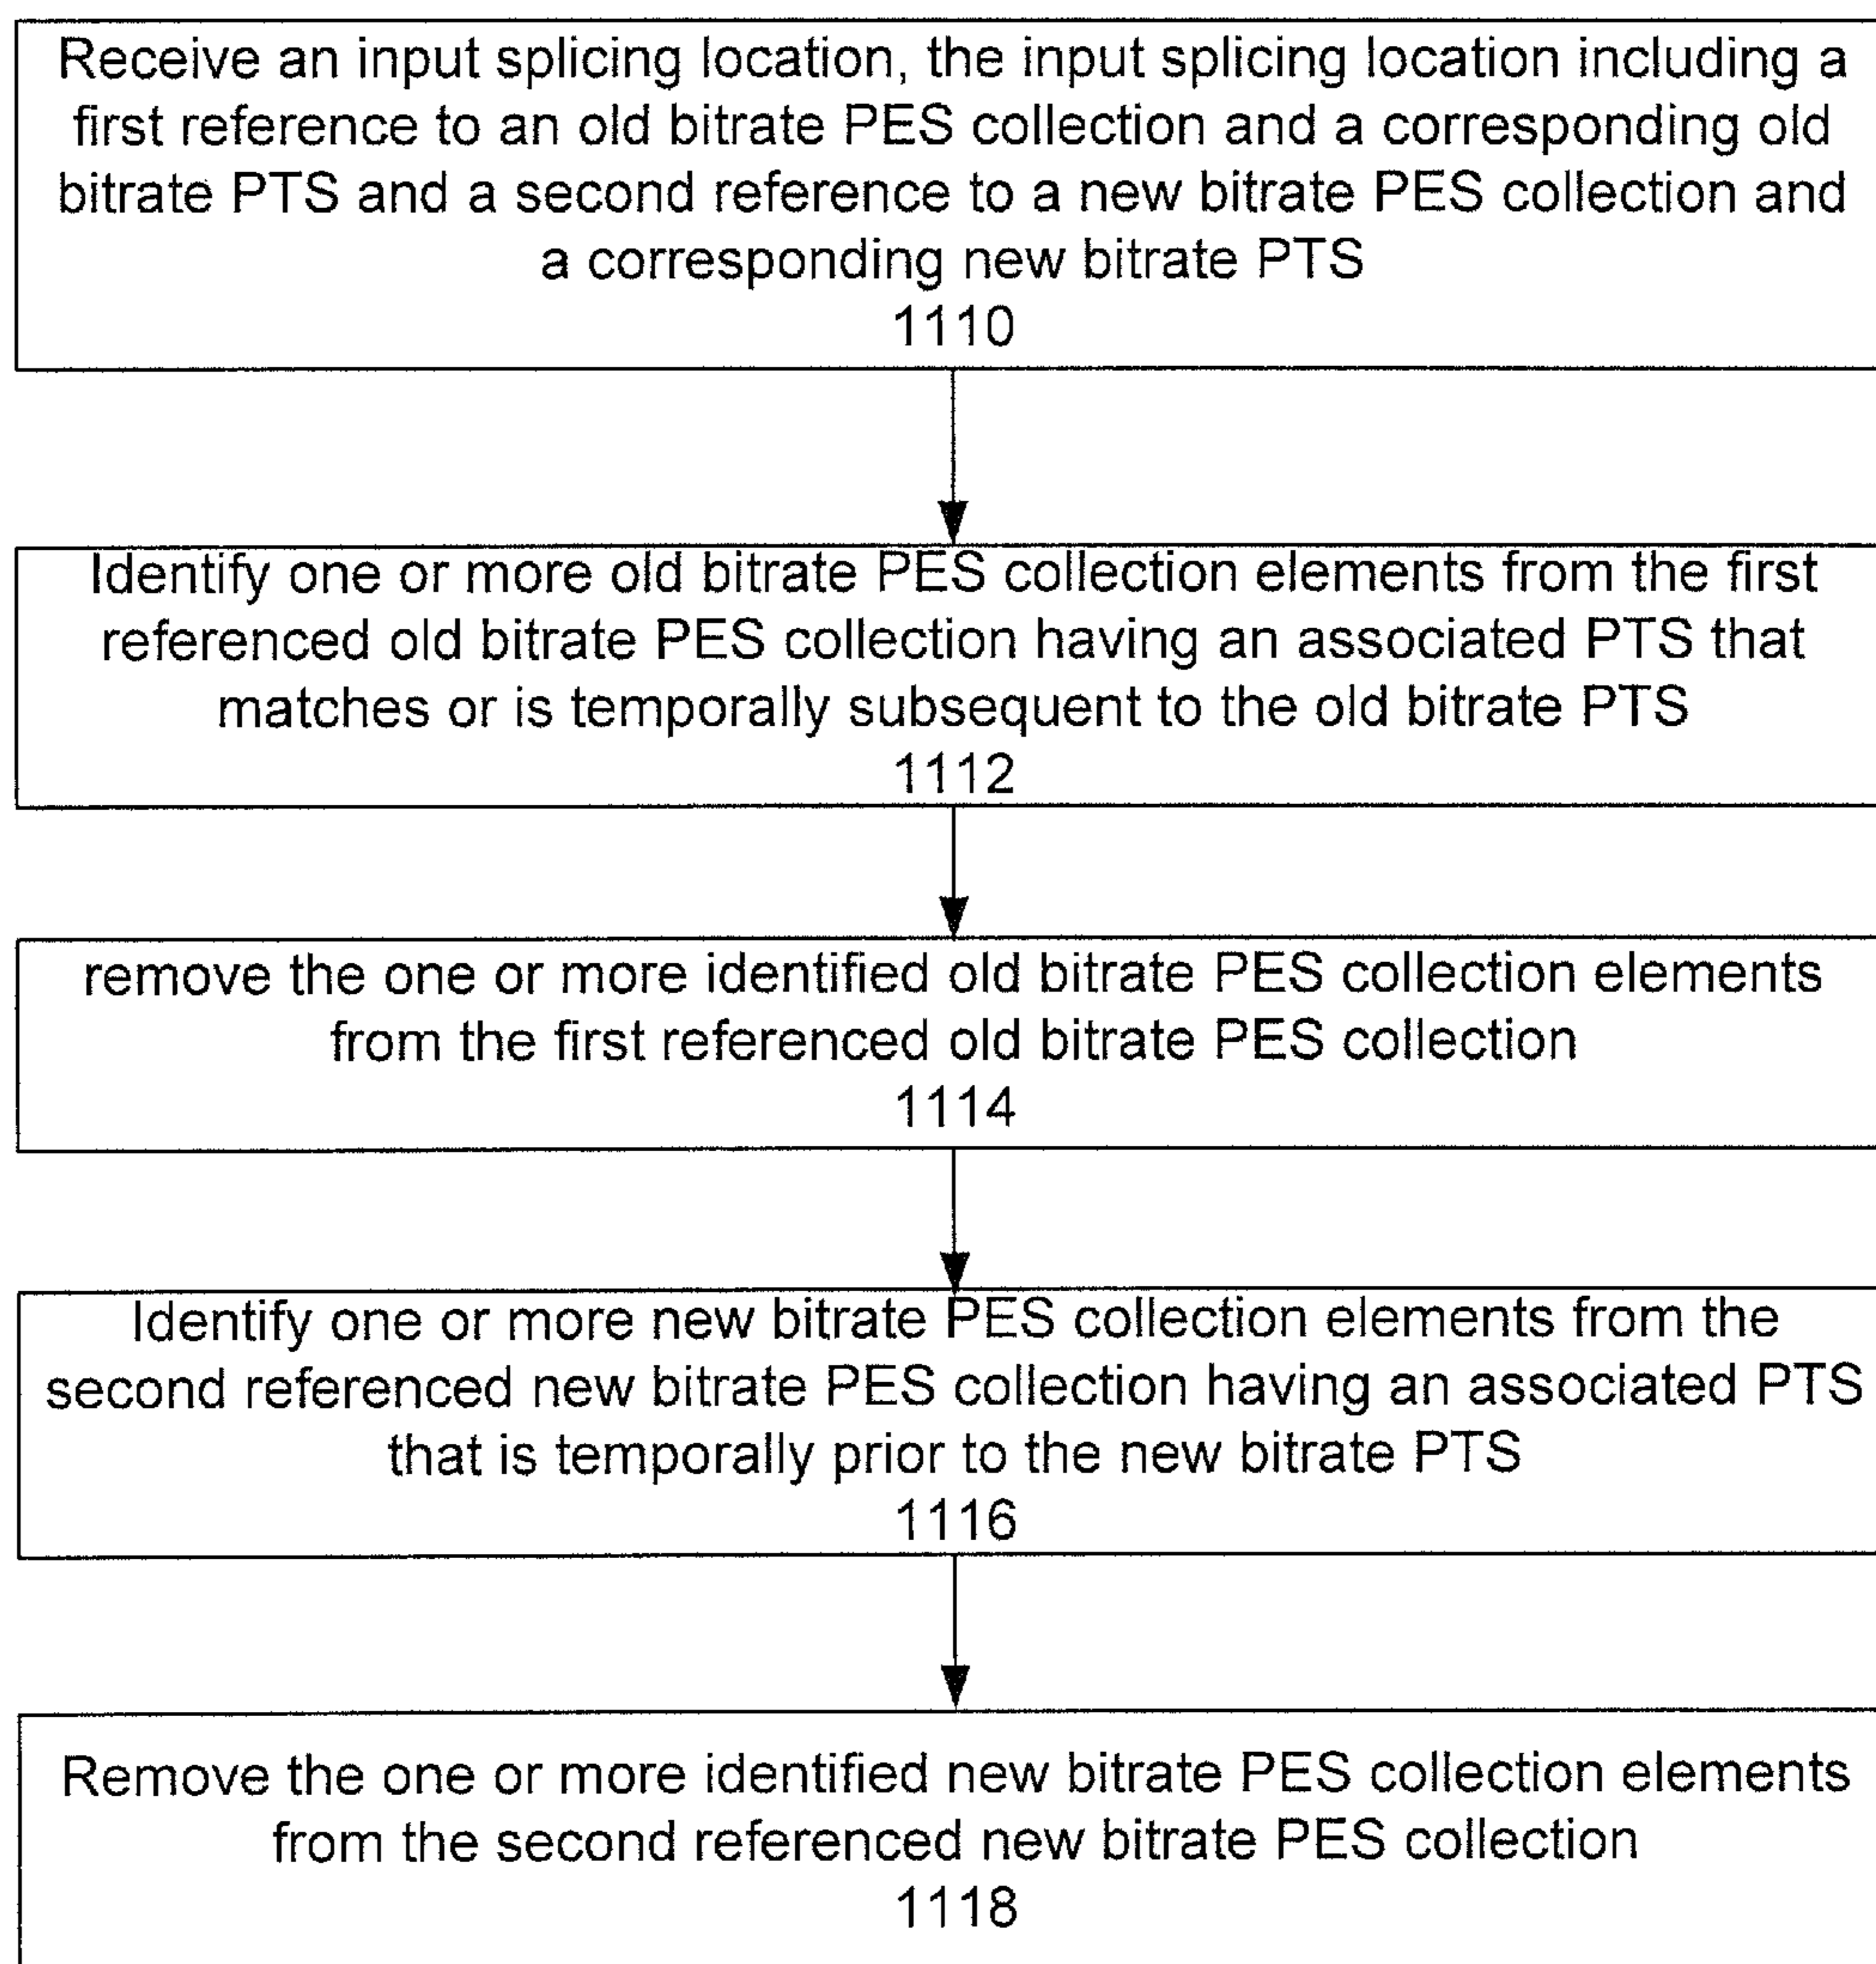 Receive an input splicing location, the input splicing location including a
first reference to an old bitrate PES collection and a corresponding old
bitrate PTS and a second reference to a new bitrate PES collection and
a corresponding new bitrate PTS
1110
Identify one or more old bitrate PES collection elements from the first
referenced old bitrate PES collection having an associated PTS that
matches or is temporally subsequent to the old bitrate PTS
1112
remove the one or more identified old bitrate PES collection elements
from the first referenced old bitrate PES collection
1114
Identify one or more new bitrate PES collection elements from the
second referenced new bitrate PES collection having an associated PTS
that is temporally prior to the new bitrate PTS
1116
Remove the one or more identified new bitrate PES collection elements
from the second referenced new bitrate PES collection
1118